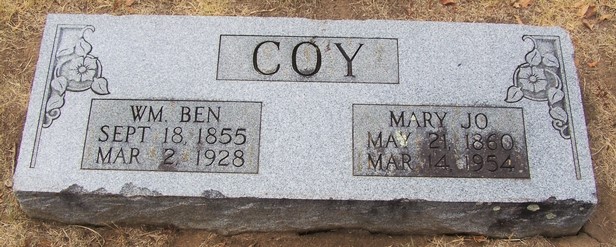 COY
WM. BEN
SEPT 18, 1855
MAR 2, 1928
MARY JO
MAY 21, 1860
MAR 14, 1954